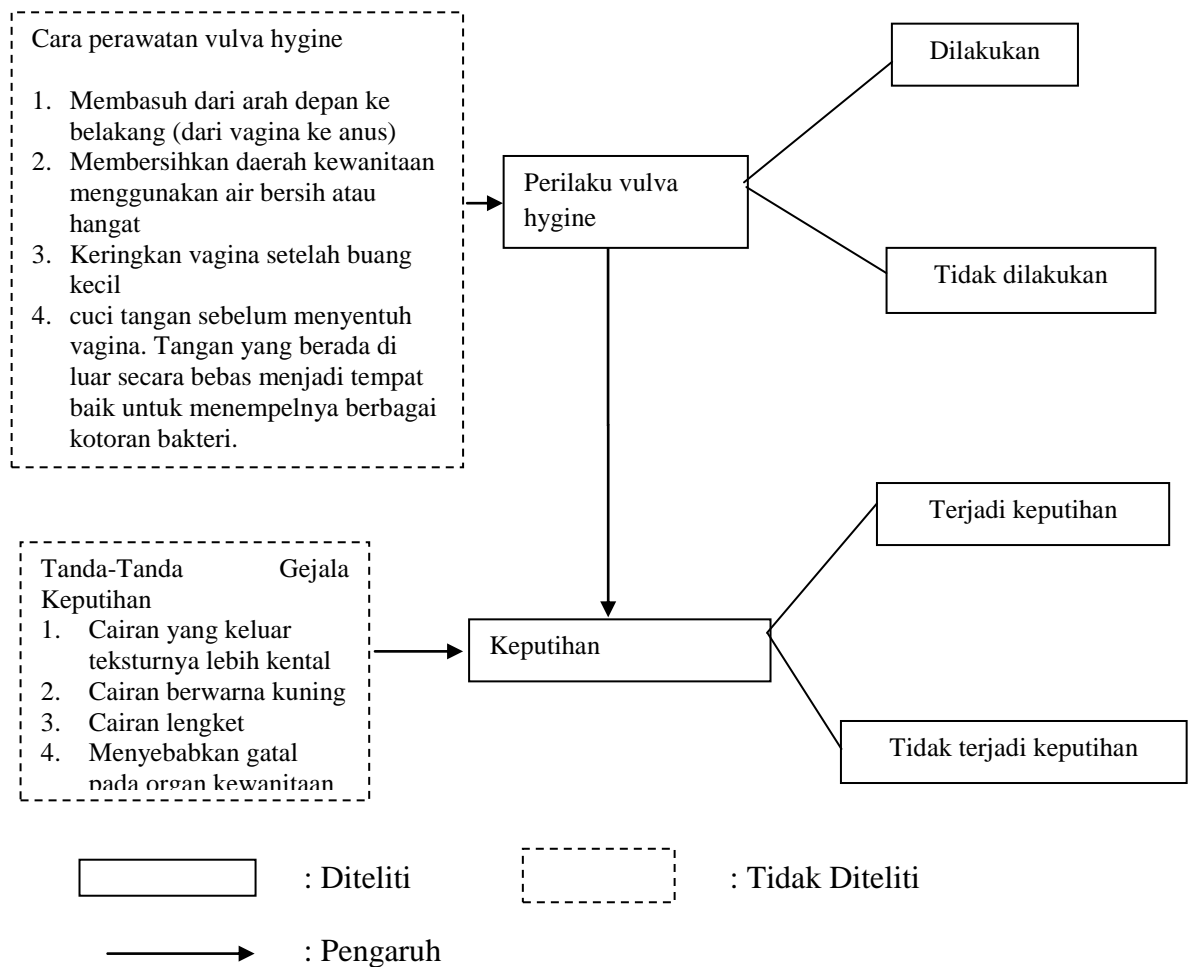 Cara perawatan vulva hygine
1. Membasuh dari arah depan ke
belakang (dari vagina ke anus)
2. Membersihkan daerah kewanitaan
menggunakan air bersih atau
hangat
3. Keringkan vagina setelah buang
kecil
4. cuci tangan sebelum menyentuh
vagina. Tangan yang berada di
luar secara bebas menjadi tempat
baik untuk menempelnya berbagai
kotoran bakteri.
Perilaku vulva
hygine
Dilakukan
Tidak dilakukan
Tanda-Tanda Gejala
Keputihan
1. Cairan yang keluar
teksturnya lebih kental
2. Cairan berwarna kuning
3. Cairan lengket
4. Menyebabkan gatal
pada organ kewanitaan
Keputihan
Terjadi keputihan
Tidak terjadi keputihan
: Diteliti
: Tidak Diteliti
: Pengaruh